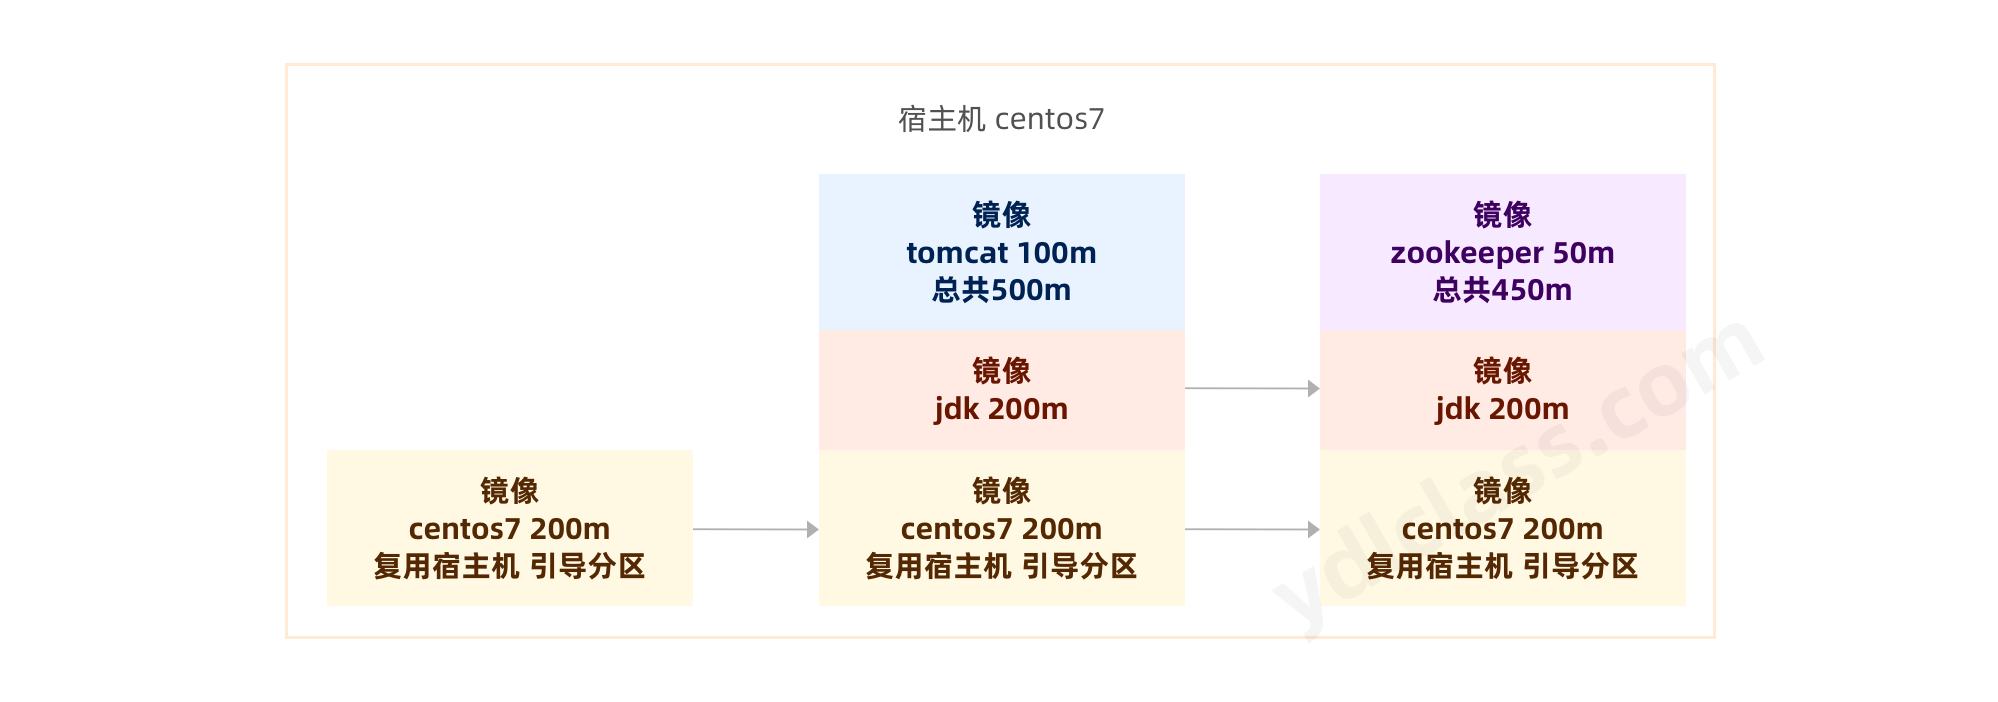 宿主机 centos7
镜像
tomcat 100m
总共500m
镜像
zookeeper 50m
总共450m
镜像
jdk 200m
镜像
jdk 200m
镜像
centos7 200m
复用宿主机 引导分区
镜像
centos7 200m
复用宿主机 引导分区
镜像
centos7 200m
复用宿主机 引导分区
ydlclass.com